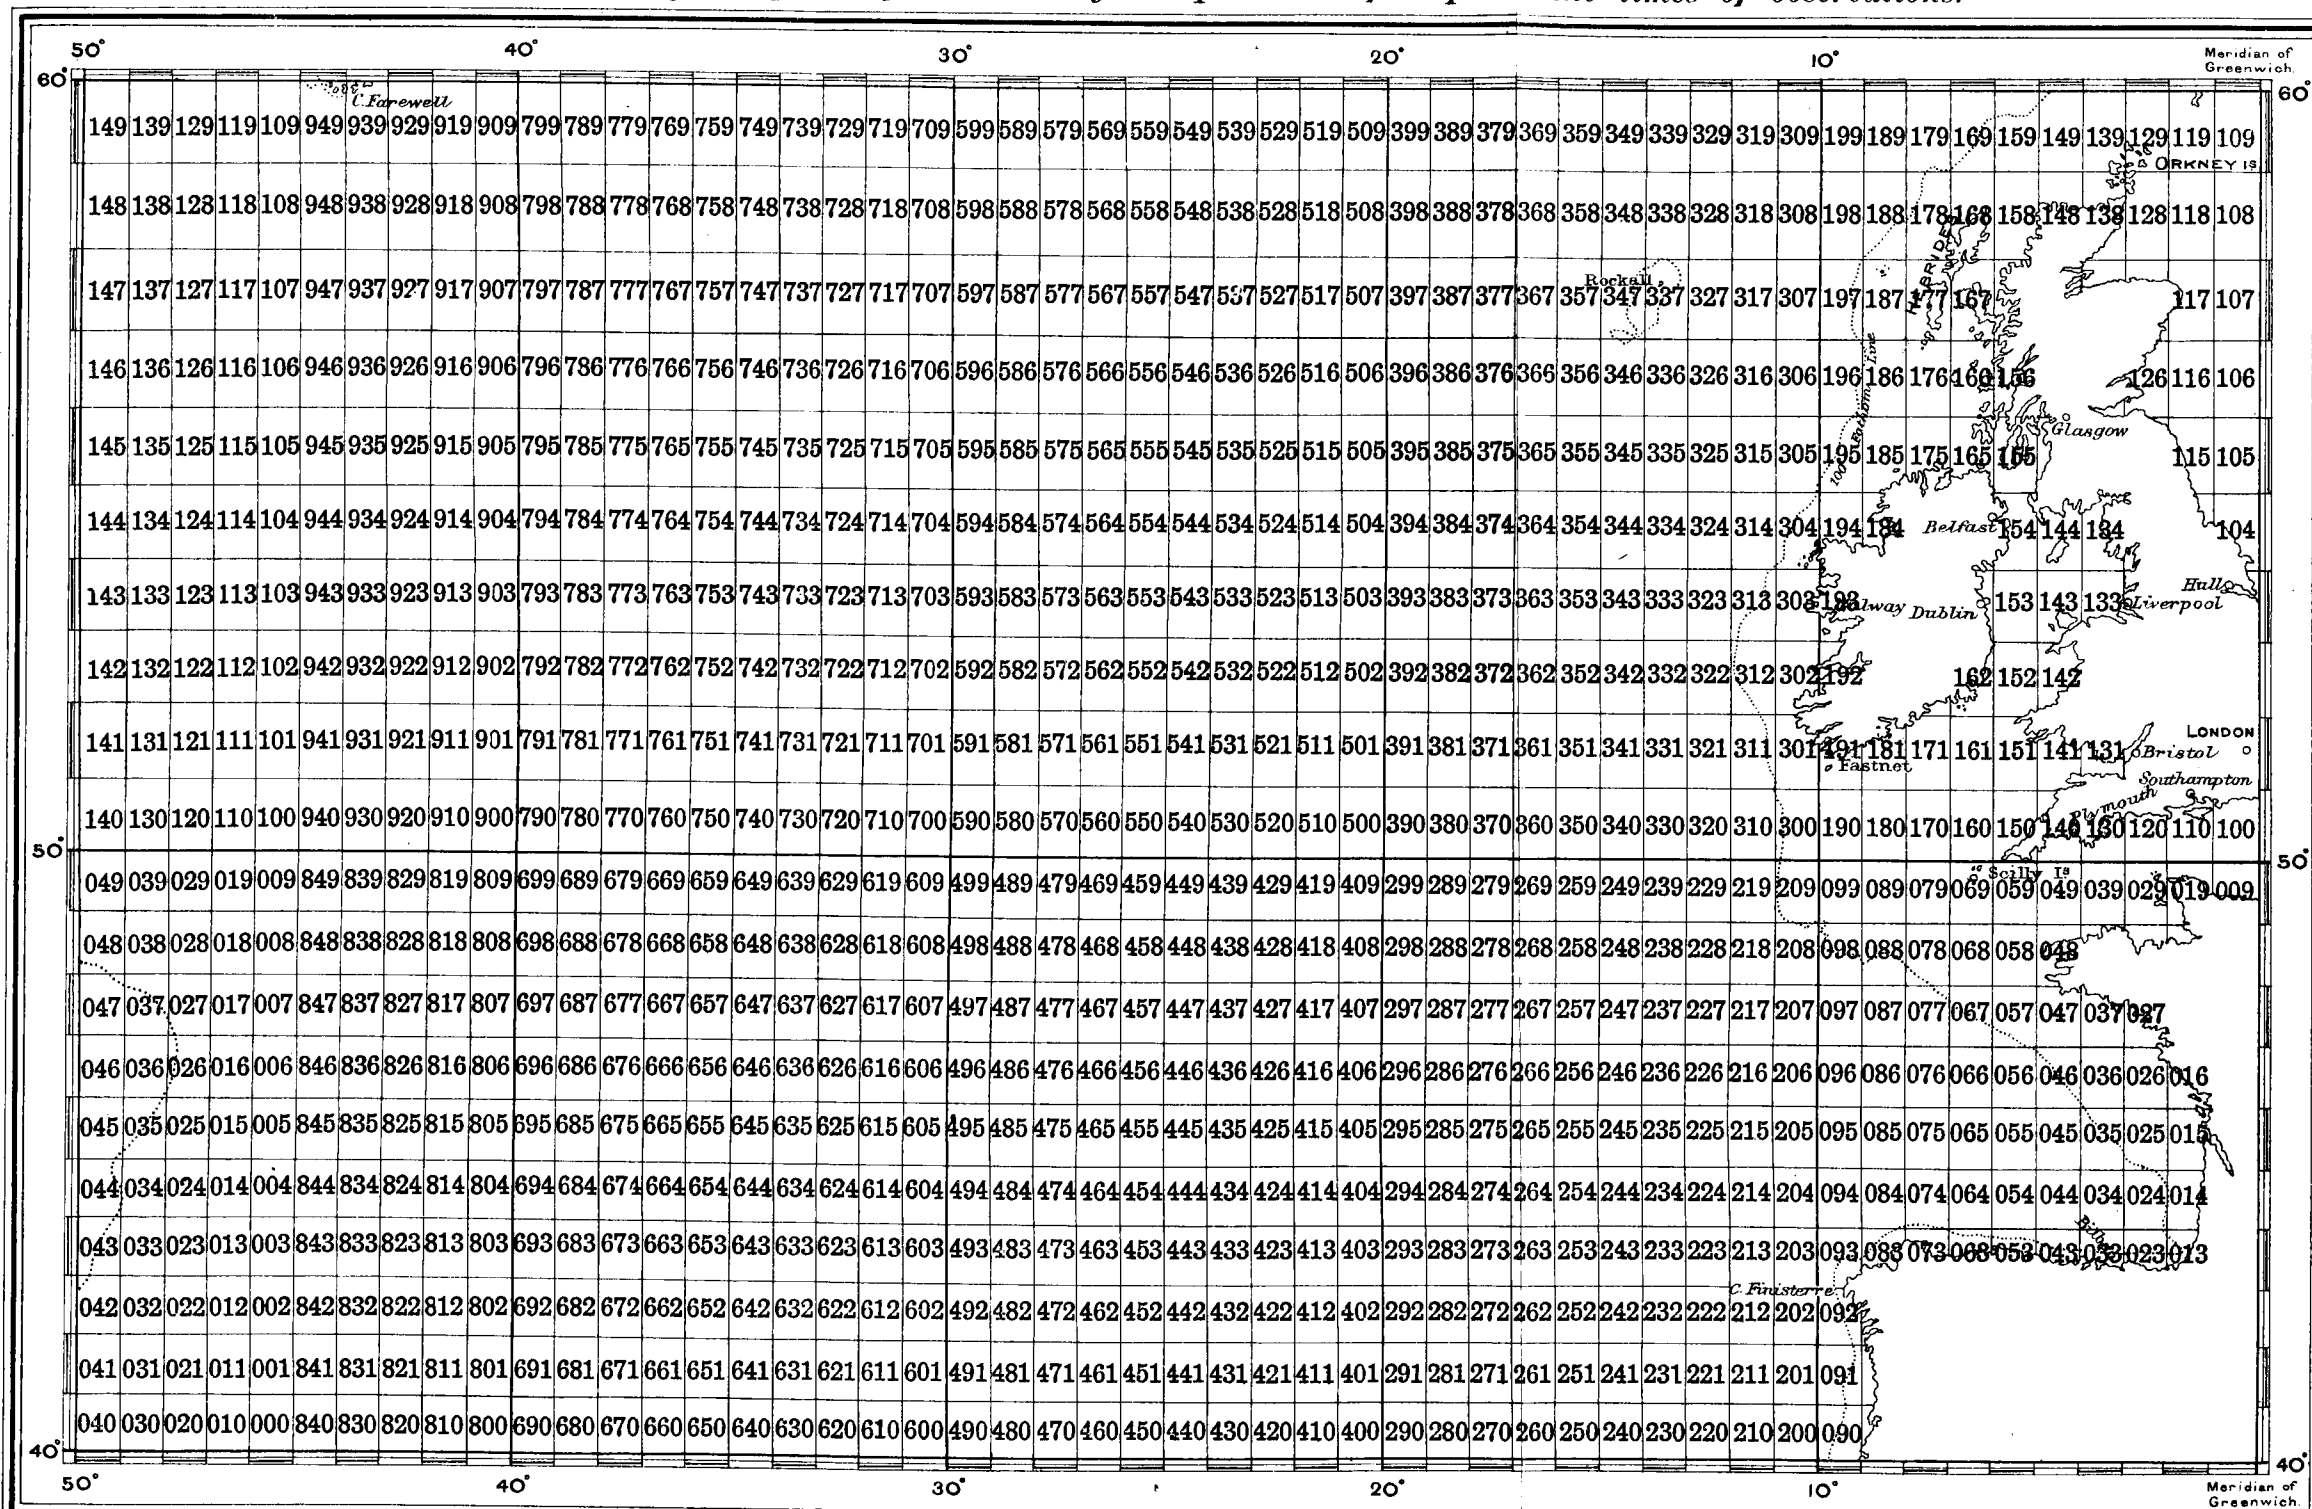 times of observations.
50° 40° 30° 20° 10° Meridian of
Greenwich.
60° 60°
C. Farewell
149 139 129 119 109 949 939 929 919 909 799 789 779 769 759 749 739 729 719 709 599 589 579 569 559 549 539 529 519 509 399 389 379 369 359 349 339 329 319 309 199 189 179 169 159 149 139 129 119 109
ORKNEY IS
148 138 128 118 108 948 938 928 918 908 798 788 778 768 758 748 738 728 718 708 598 588 578 568 558 548 538 528 518 508 398 388 378 368 358 348 338 328 318 308 198 188 178 168 158 148 138 128 118 108
HEBRIDES
Rockall
147 137 127 117 107 947 937 927 917 907 797 787 777 767 757 747 737 727 717 707 597 587 577 567 557 547 537 527 517 507 397 387 377 367 357 347 337 327 317 307 197 187 177 167 117 107
146 136 126 116 106 946 936 926 916 906 796 786 776 766 756 746 736 726 716 706 596 586 576 566 556 546 536 526 516 506 396 386 376 366 356 346 336 326 316 306 196 186 176 166 156 126 116 106
100 Fathom Line
Glasgow
145 135 125 115 105 945 935 925 915 905 795 785 775 765 755 745 735 725 715 705 595 585 575 565 555 545 535 525 515 505 395 385 375 365 355 345 335 325 315 305 195 185 175 165 155 115 105
144 134 124 114 104 944 934 924 914 904 794 784 774 764 754 744 734 724 714 704 594 584 574 564 554 544 534 524 514 504 394 384 374 364 354 344 334 324 314 304 194 184 Belfast 154 144 134 104
Hull
143 133 123 113 103 943 933 923 913 903 793 783 773 763 753 743 733 723 713 703 593 583 573 563 553 543 533 523 513 503 393 383 373 363 353 343 333 323 313 303 193 Galway Dublin 153 143 133 Liverpool
142 132 122 112 102 942 932 922 912 902 792 782 772 762 752 742 732 722 712 702 592 582 572 562 552 542 532 522 512 502 392 382 372 362 352 342 332 322 312 302 192 162 152 142
LONDON
141 131 121 111 101 941 931 921 911 901 791 781 771 761 751 741 731 721 711 701 591 581 571 561 551 541 531 521 511 501 391 381 371 361 351 341 331 321 311 301 191 181 171 161 151 141 131 Bristol
Fastnet
Southampton
Plymouth
140 130 120 110 100 940 930 920 910 900 790 780 770 760 750 740 730 720 710 700 590 580 570 560 550 540 530 520 510 500 390 380 370 360 350 340 330 320 310 300 190 180 170 160 150 140 130 120 110 100
50° 50°
Scilly Is
049 039 029 019 009 849 839 829 819 809 699 689 679 669 659 649 639 629 619 609 499 489 479 469 459 449 439 429 419 409 299 289 279 269 259 249 239 229 219 209 099 089 079 069 059 049 039 029 019 009
048 038 028 018 008 848 838 828 818 808 698 688 678 668 658 648 638 628 618 608 498 488 478 468 458 448 438 428 418 408 298 288 278 268 258 248 238 228 218 208 098 088 078 068 058 048
047 037 027 017 007 847 837 827 817 807 697 687 677 667 657 647 637 627 617 607 497 487 477 467 457 447 437 427 417 407 297 287 277 267 257 247 237 227 217 207 097 087 077 067 057 047 037 027
046 036 026 016 006 846 836 826 816 806 696 686 676 666 656 646 636 626 616 606 496 486 476 466 456 446 436 426 416 406 296 286 276 266 256 246 236 226 216 206 096 086 076 066 056 046 036 026 016
045 035 025 015 005 845 835 825 815 805 695 685 675 665 655 645 635 625 615 605 495 485 475 465 455 445 435 425 415 405 295 285 275 265 255 245 235 225 215 205 095 085 075 065 055 045 035 025 015
044 034 024 014 004 844 834 824 814 804 694 684 674 664 654 644 634 624 614 604 494 484 474 464 454 444 434 424 414 404 294 284 274 264 254 244 234 224 214 204 094 084 074 064 054 044 034 024 014
Bilbao
043 033 023 013 003 843 833 823 813 803 693 683 673 663 653 643 633 623 613 603 493 483 473 463 453 443 433 423 413 403 293 283 273 263 253 243 233 223 213 203 093 083 073 063 053 043 033 023 013
C. Finisterre
042 032 022 012 002 842 832 822 812 802 692 682 672 662 652 642 632 622 612 602 492 482 472 462 452 442 432 422 412 402 292 282 272 262 252 242 232 222 212 202 092
041 031 021 011 001 841 831 821 811 801 691 681 671 661 651 641 631 621 611 601 491 481 471 461 451 441 431 421 411 401 291 281 271 261 251 241 231 221 211 201 091
040 030 020 010 000 840 830 820 810 800 690 680 670 660 650 640 630 620 610 600 490 480 470 460 450 440 430 420 410 400 290 280 270 260 250 240 230 220 210 200 090
40° 40°
50° 40° 30° 20° 10° Meridian of
Greenwich.